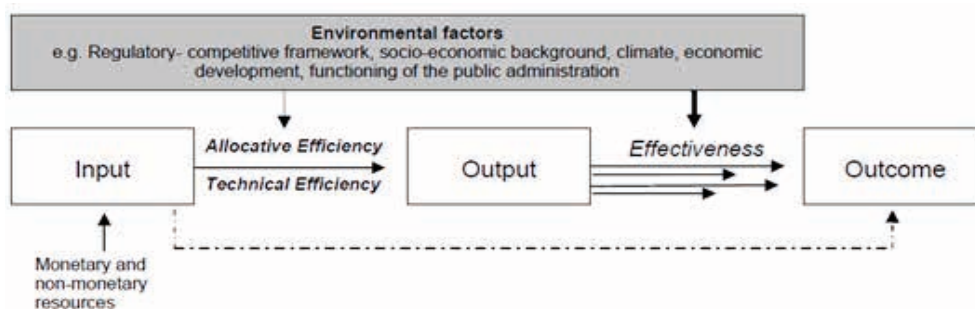 Environmental factors
e.g. Regulatory- competitive framework, socio-economic background, climate, economic
development, functioning of the public administration
Input
Allocative Efficiency
Technical Efficiency
Output
Effectiveness
Outcome
Monetary and
non-monetary
resources